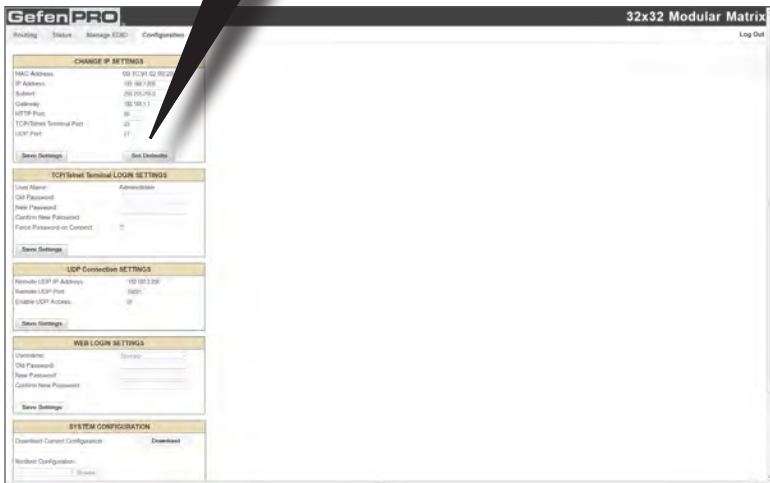 Gefen PRO
32x32 Modular Matrix
Routing Status Manage EDID Configuration
Log Out
CHANGE IP SETTINGS
MAC Address:
IP Address:
Subnet:
Gateway:
HTTP Port:
TCP/Telnet Terminal Port:
UDP Port:
Save Settings Set Defaults
TCP/Telnet Terminal LOGIN SETTINGS
User Name: Administrator
Old Password:
New Password:
Confirm New Password:
Force Password on Connect:
Save Settings
UDP Connection SETTINGS
Remote UDP IP Address:
Remote UDP Port:
Enable UDP Access:
Save Settings
WEB LOGIN SETTINGS
Username:
Old Password:
New Password:
Confirm New Password:
Save Settings
SYSTEM CONFIGURATION
Download Current Configuration: Download
Restore Configuration:
Browse